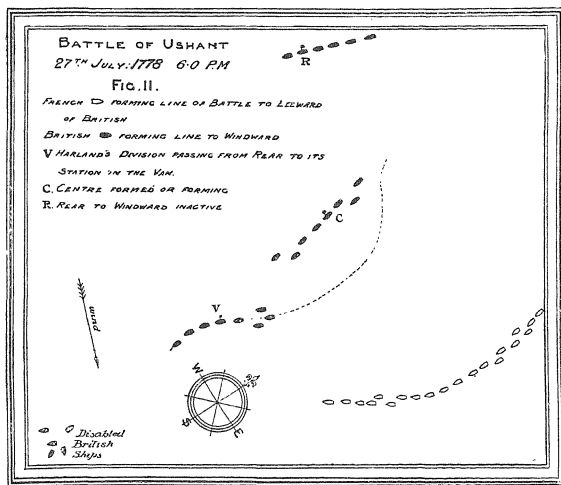 BATTLE OF USHANT
27TH JULY: 1778 6·0 P.M
FIG. 11.
FRENCH FORMING LINE OF BATTLE TO LEEWARD
OF BRITISH
BRITISH FORMING LINE TO WINDWARD
V HARLAND'S DIVISION PASSING FROM REAR TO ITS
STATION IN THE VAN.
C. CENTRE FORMED OR FORMING
R. REAR TO WINDWARD INACTIVE
R
C
V
Wind
W
S
E
Disabled
British
Ships